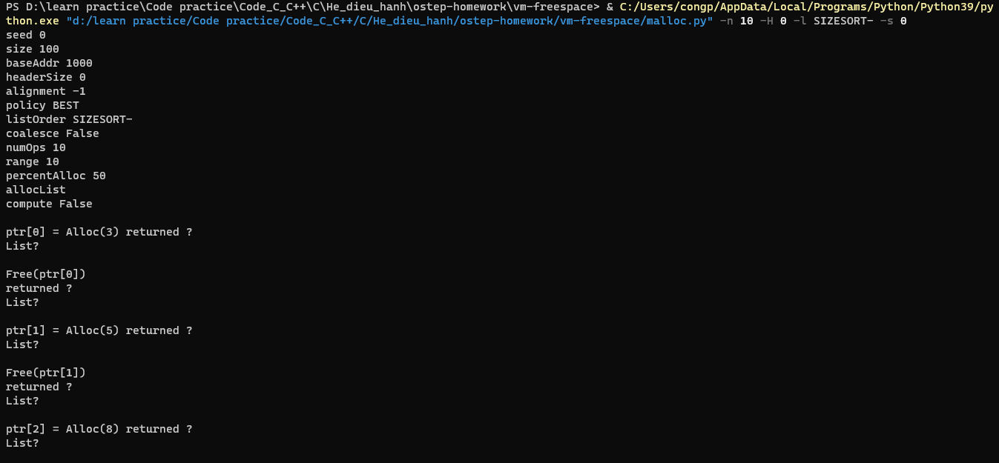 PS D:\learn practice\Code practice\Code_C_C++\C\He_dieu_hanh\ostep-homework\vm-freespace> & C:/Users/congp/AppData/Local/Programs/Python/Python39/py
thon.exe "d:/learn practice/Code practice/Code_C_C++/C/He_dieu_hanh/ostep-homework/vm-freespace/malloc.py" -n 10 -H 0 -l SIZESORT- -s 0
seed 0
size 100
baseAddr 1000
headerSize 0
alignment -1
policy BEST
listOrder SIZESORT-
coalesce False
numOps 10
range 10
percentAlloc 50
allocList
compute False
ptr[0] = Alloc(3) returned ?
List?
Free(ptr[0])
returned ?
List?
ptr[1] = Alloc(5) returned ?
List?
Free(ptr[1])
returned ?
List?
ptr[2] = Alloc(8) returned ?
List?